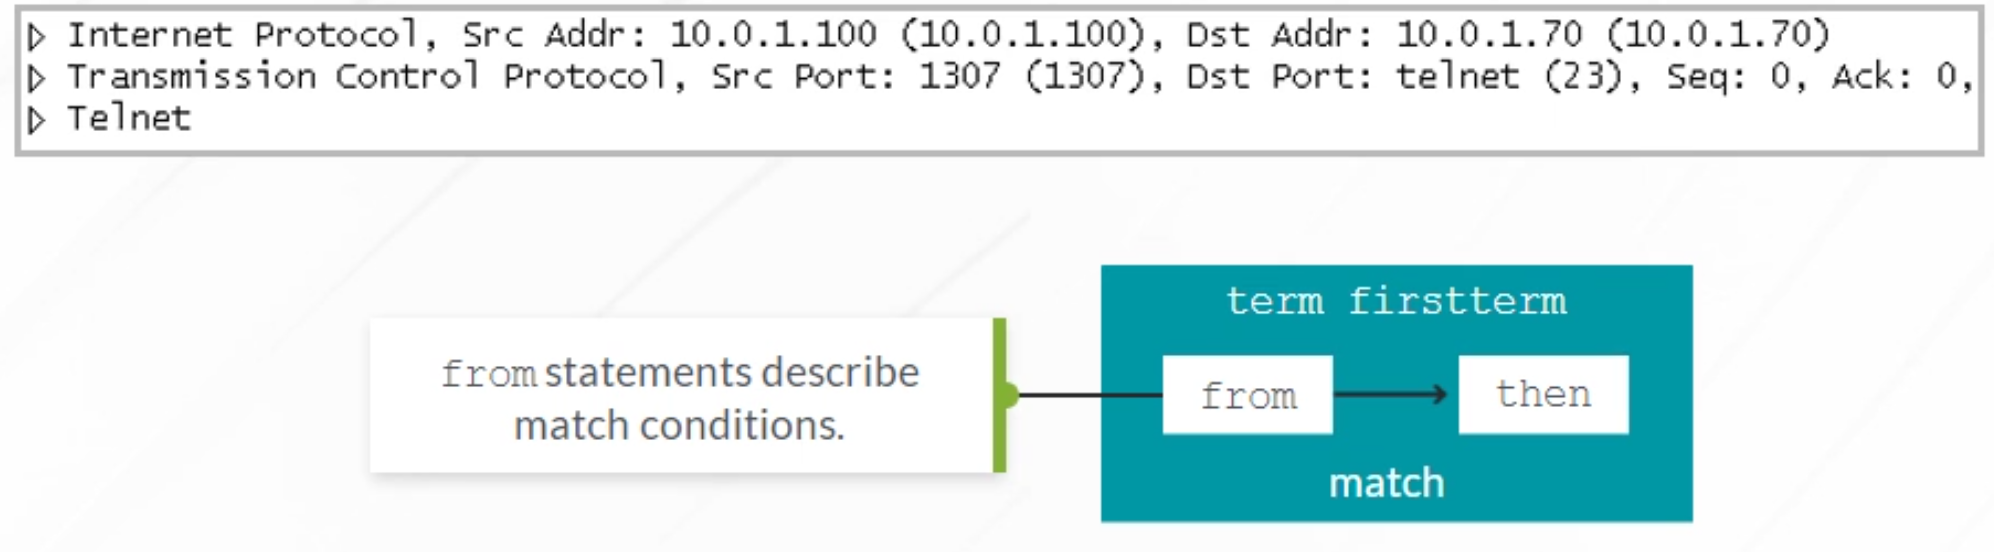 Internet Protocol, Src Addr: 10.0.1.100 (10.0.1.100), Dst Addr: 10.0.1.70 (10.0.1.70)
Transmission Control Protocol, Src Port: 1307 (1307), Dst Port: telnet (23), Seq: 0, Ack: 0,
Telnet
from statements describe
match conditions.
term firstterm
from
then
match